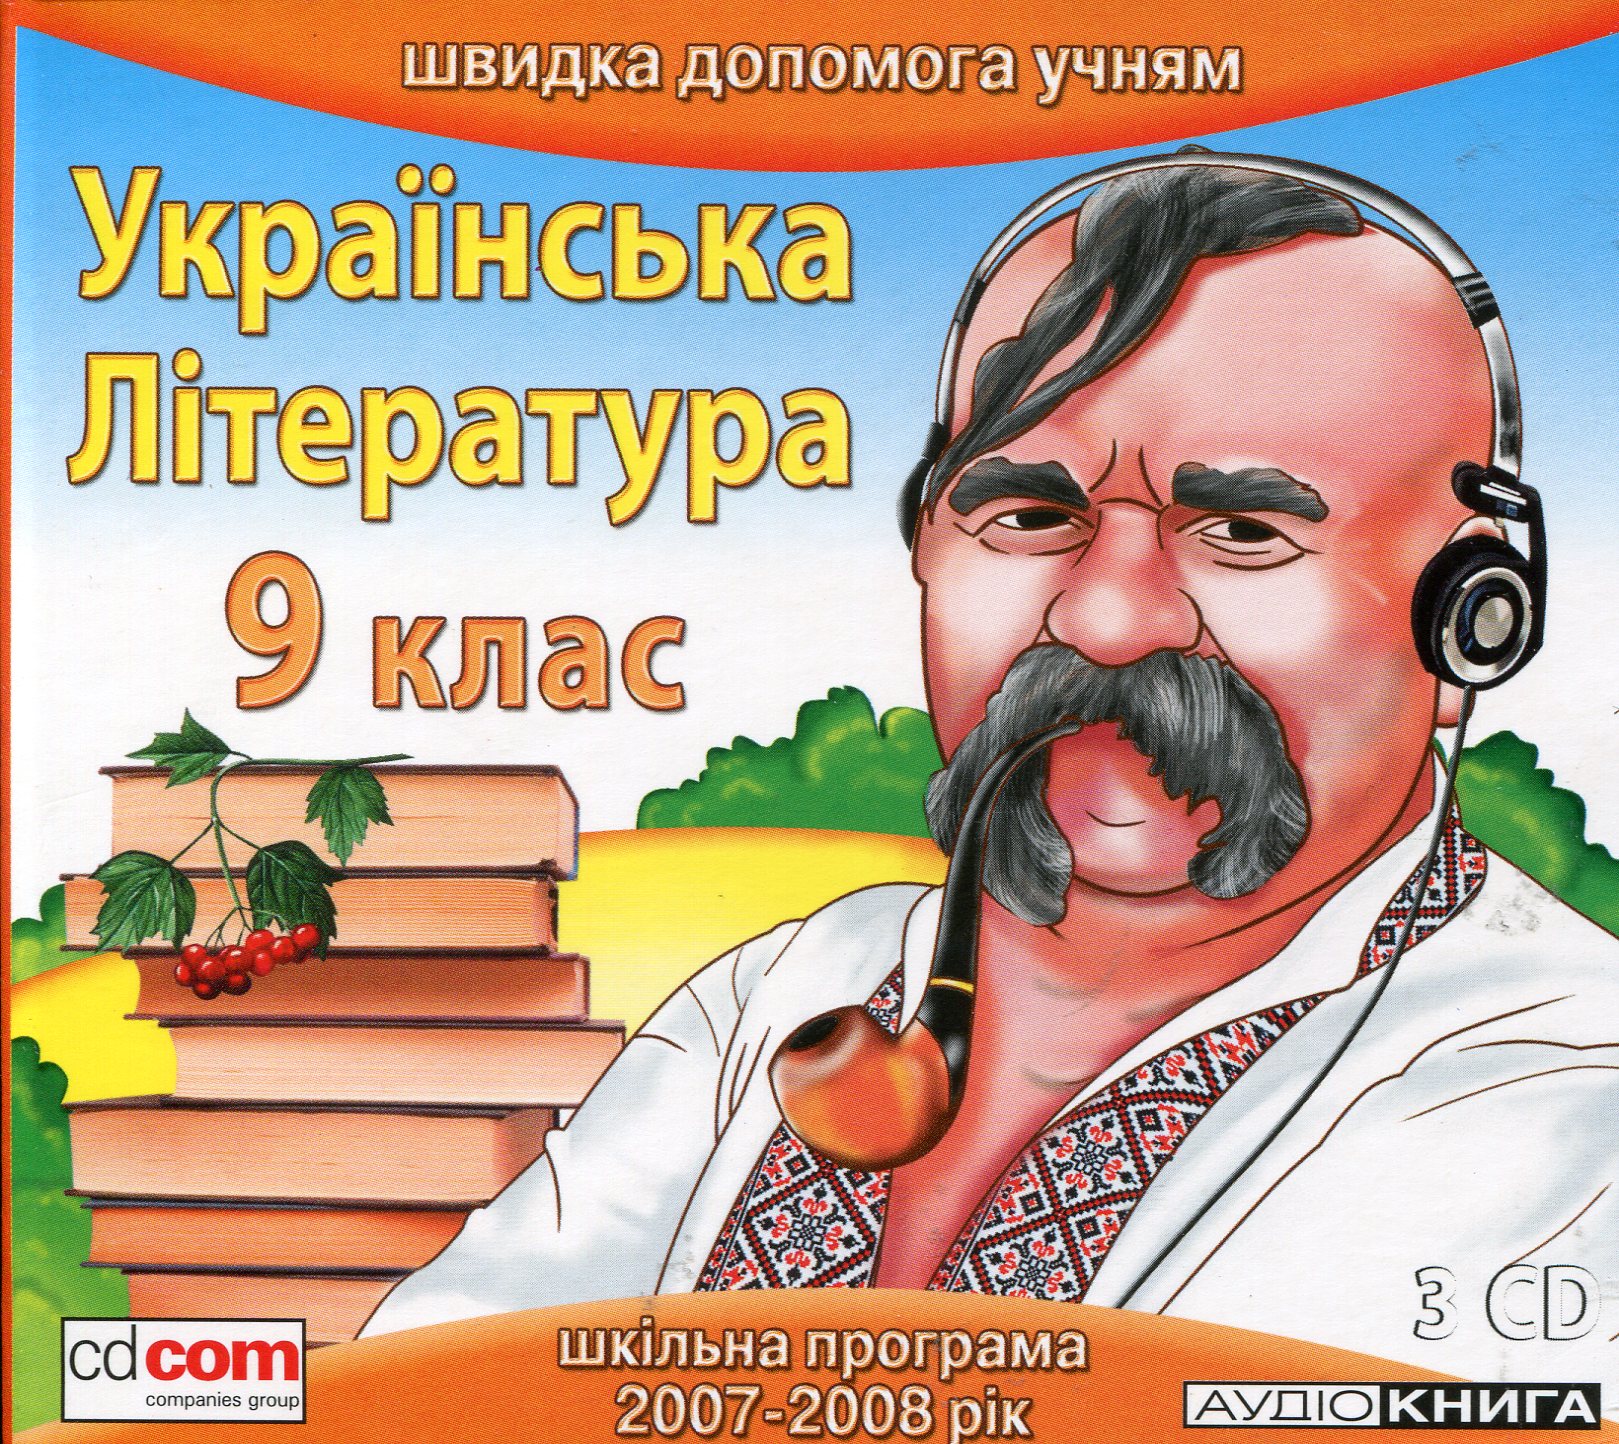 швидка допомога учням
Українська
Література
9 клас
3 CD
cdcom
companies group
шкільна програма
2007-2008 рік
АУДІОКНИГА